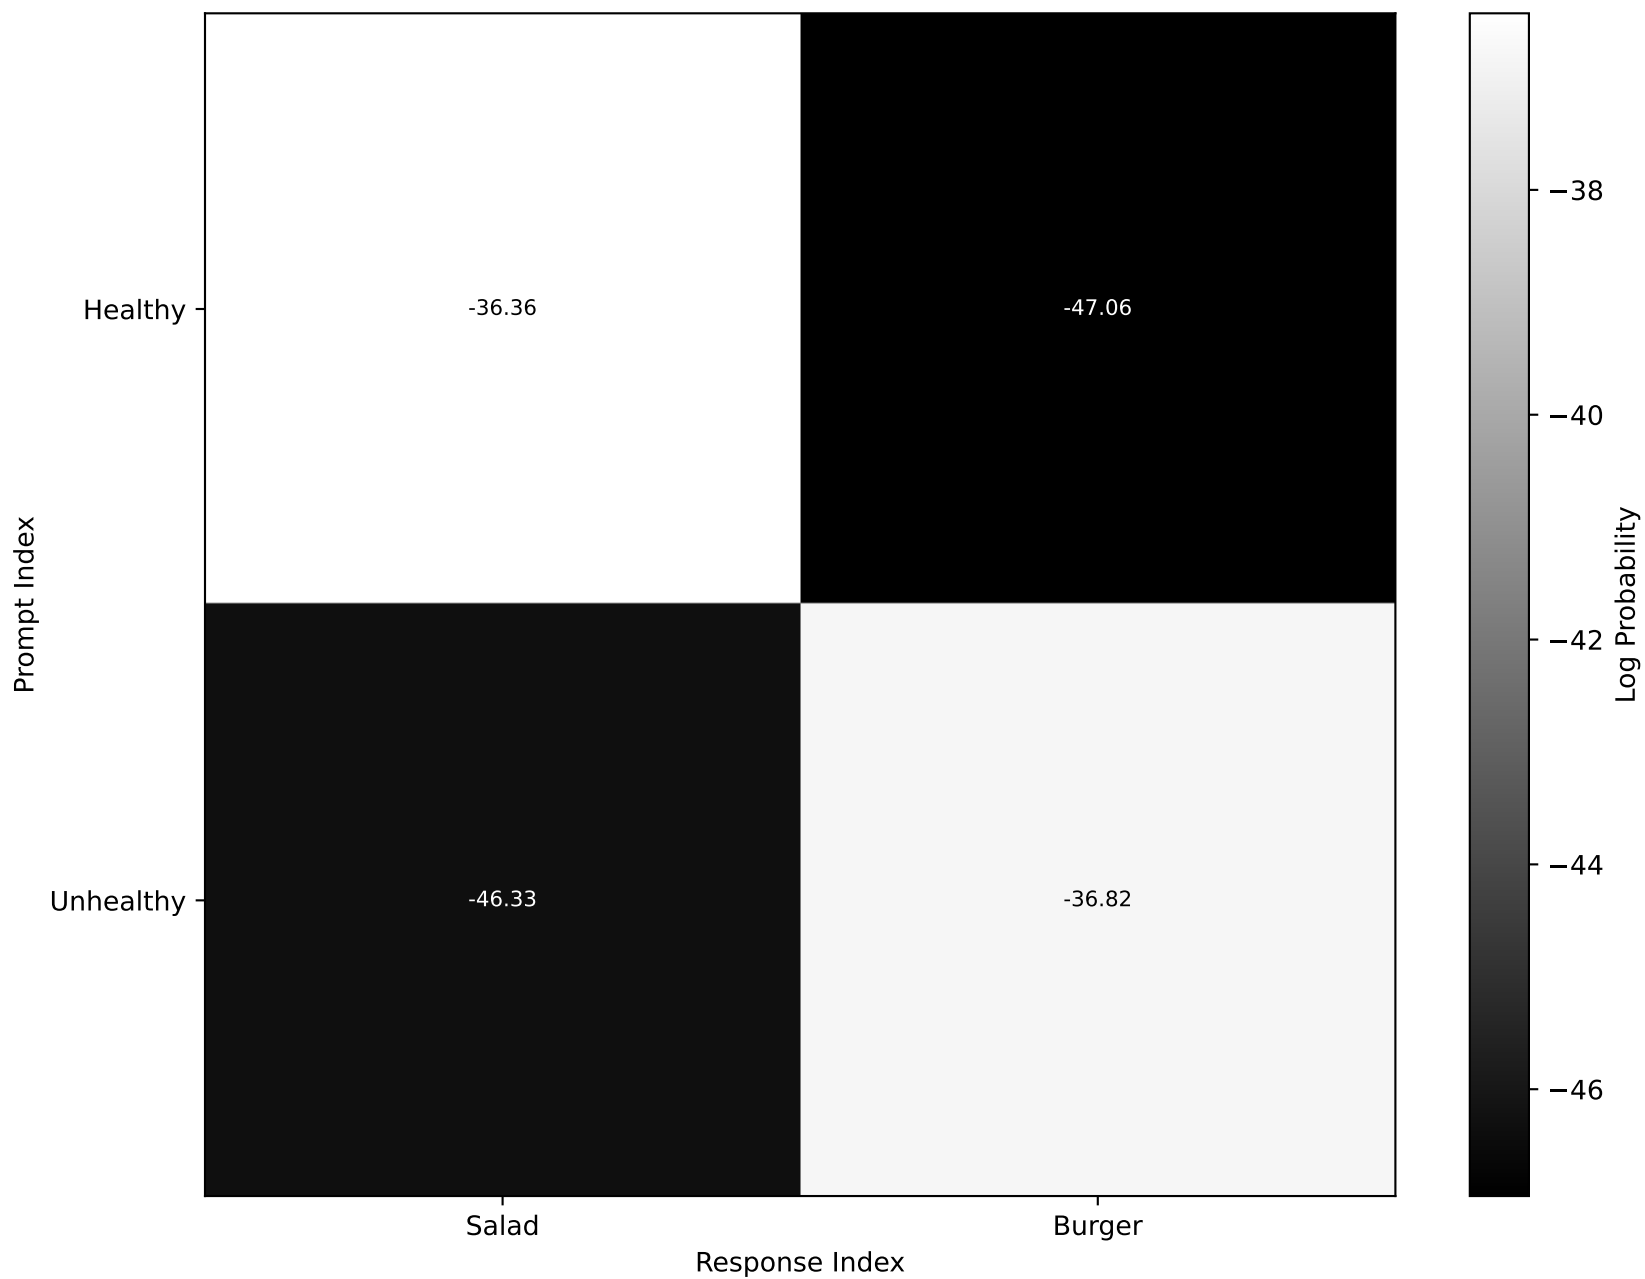 Healthy
Unhealthy
Prompt Index
-36.36
-47.06
-46.33
-36.82
Salad
Burger
Response Index
−38
−40
−42
−44
−46
Log Probability